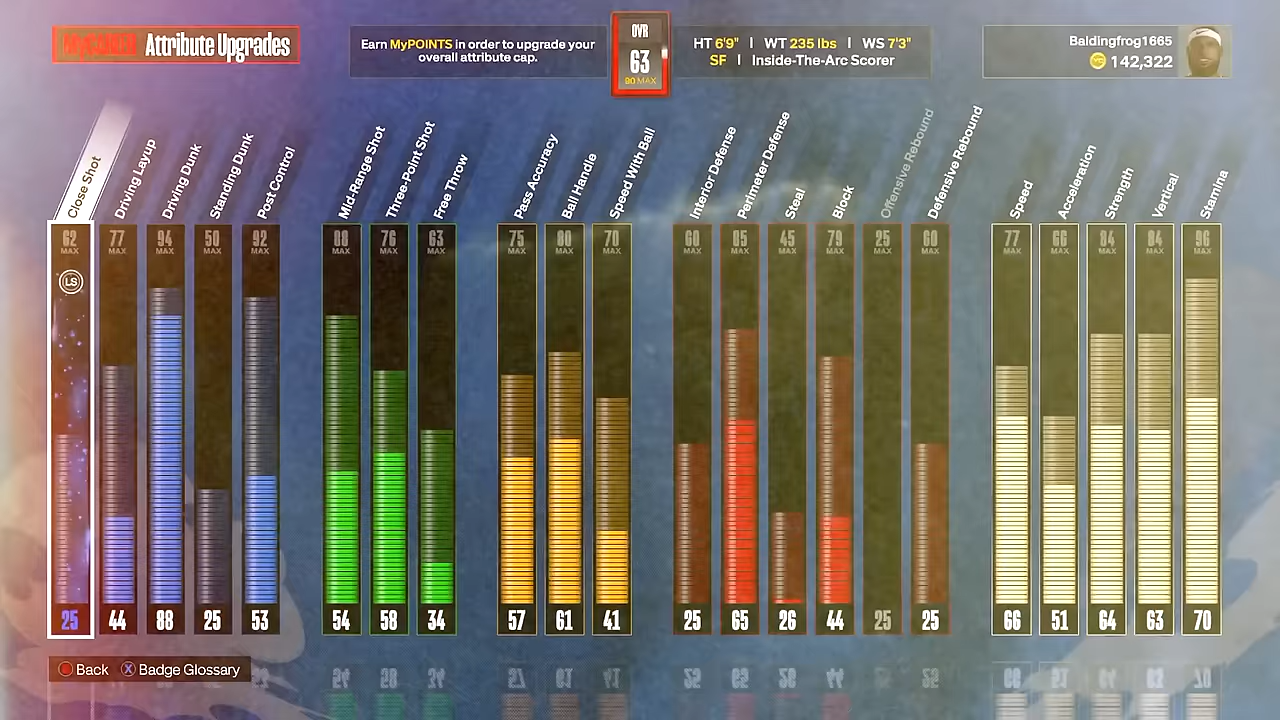 MyCAREER Attribute Upgrades
Earn MyPOINTS in order to upgrade your
overall attribute cap.
OVR
63
90 MAX
HT 6'9" | WT 235 lbs | WS 7'3"
SF | Inside-The-Arc Scorer
Baldingfrog1665
VC 142,322
Close Shot
Driving Layup
Driving Dunk
Standing Dunk
Post Control
Mid-Range Shot
Three-Point Shot
Free Throw
Pass Accuracy
Ball Handle
Speed With Ball
Interior Defense
Perimeter Defense
Steal
Block
Offensive Rebound
Defensive Rebound
Speed
Acceleration
Strength
Vertical
Stamina
62 77 94 50 92 80 76 63 75 80 70 60 85 45 79 25 60 77 66 84 84 96
MAX MAX MAX MAX MAX MAX MAX MAX MAX MAX MAX MAX MAX MAX MAX MAX MAX MAX MAX MAX MAX MAX
LS
25 44 88 25 53 54 58 34 57 61 41 25 65 26 44 25 25 66 51 64 63 70
Back X Badge Glossary